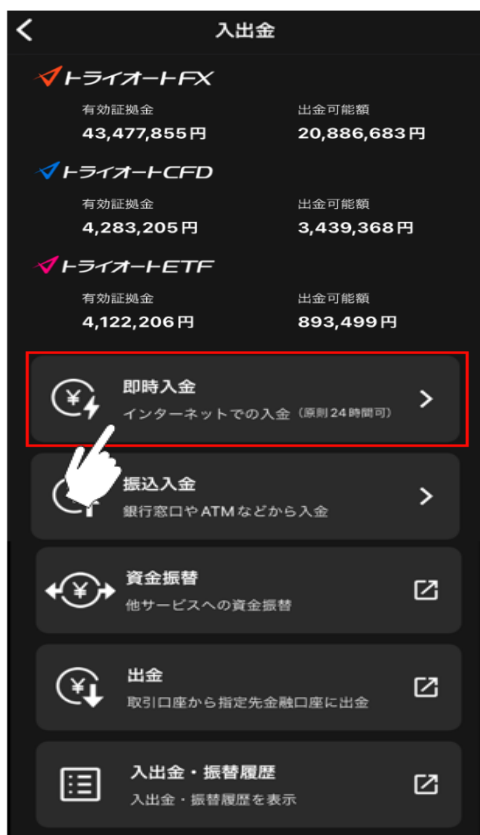 入出金
トライオートFX
有効証拠金 出金可能額
43,477,855円 20,886,683円
トライオートCFD
有効証拠金 出金可能額
4,283,205円 3,439,368円
トライオートETF
有効証拠金 出金可能額
4,122,206円 893,499円
即時入金
インターネットでの入金（原則24時間可）
振込入金
銀行窓口やATMなどから入金
資金振替
他サービスへの資金振替
出金
取引口座から指定先金融口座に出金
入出金・振替履歴
入出金・振替履歴を表示